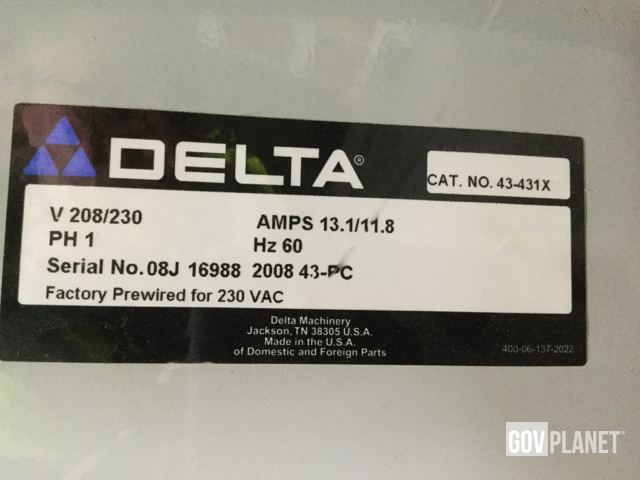 DELTA®
CAT. NO. 43-431X
V 208/230 AMPS 13.1/11.8
PH 1 Hz 60
Serial No. 08J 16988 2008 43-PC
Factory Prewired for 230 VAC
Delta Machinery
Jackson, TN 38305 U.S.A.
Made in the U.S.A.
of Domestic and Foreign Parts
400-06-137-2022
GOVPLANET